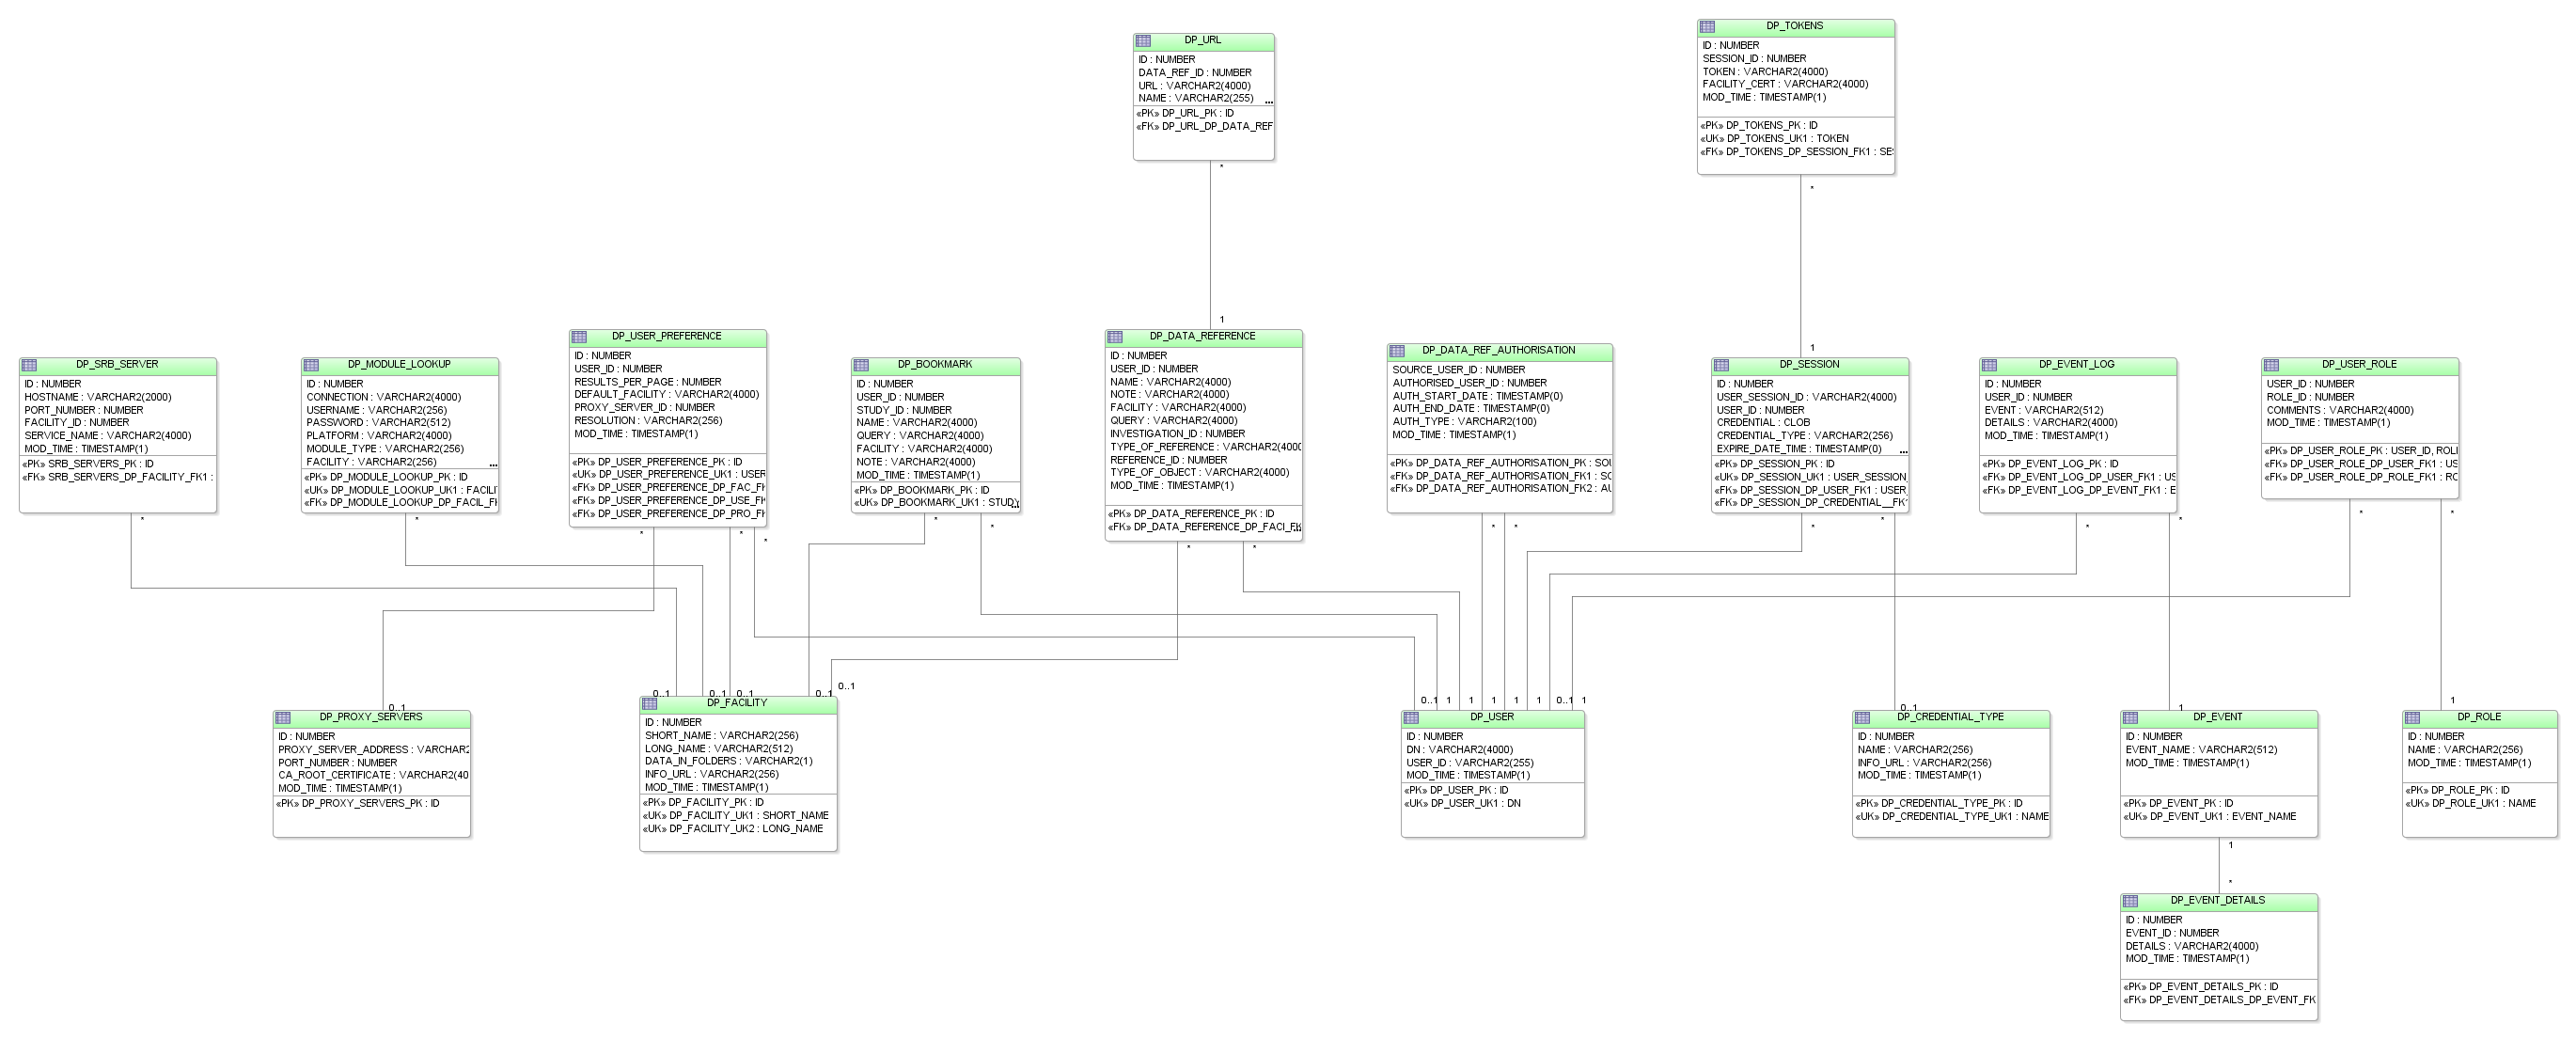 DP_URL
ID : NUMBER
DATA_REF_ID : NUMBER
URL : VARCHAR2(4000)
NAME : VARCHAR2(255) ...
«PK» DP_URL_PK : ID
«FK» DP_URL_DP_DATA_REF
*
1
DP_TOKENS
ID : NUMBER
SESSION_ID : NUMBER
TOKEN : VARCHAR2(4000)
FACILITY_CERT : VARCHAR2(4000)
MOD_TIME : TIMESTAMP(1)
«PK» DP_TOKENS_PK : ID
«UK» DP_TOKENS_UK1 : TOKEN
«FK» DP_TOKENS_DP_SESSION_FK1 : SE
*
1
DP_SRB_SERVER
ID : NUMBER
HOSTNAME : VARCHAR2(2000)
PORT_NUMBER : NUMBER
FACILITY_ID : NUMBER
SERVICE_NAME : VARCHAR2(4000)
MOD_TIME : TIMESTAMP(1)
«PK» SRB_SERVERS_PK : ID
«FK» SRB_SERVERS_DP_FACILITY_FK1 :
*
DP_MODULE_LOOKUP
ID : NUMBER
CONNECTION : VARCHAR2(4000)
USERNAME : VARCHAR2(256)
PASSWORD : VARCHAR2(512)
PLATFORM : VARCHAR2(4000)
MODULE_TYPE : VARCHAR2(256)
FACILITY : VARCHAR2(256) ...
«PK» DP_MODULE_LOOKUP_PK : ID
«UK» DP_MODULE_LOOKUP_UK1 : FACILI
«FK» DP_MODULE_LOOKUP_DP_FACIL_F
*
DP_USER_PREFERENCE
ID : NUMBER
USER_ID : NUMBER
RESULTS_PER_PAGE : NUMBER
DEFAULT_FACILITY : VARCHAR2(4000)
PROXY_SERVER_ID : NUMBER
RESOLUTION : VARCHAR2(256)
MOD_TIME : TIMESTAMP(1)
«PK» DP_USER_PREFERENCE_PK : ID
«UK» DP_USER_PREFERENCE_UK1 : USER
«FK» DP_USER_PREFERENCE_DP_FAC_F
«FK» DP_USER_PREFERENCE_DP_USE_F
«FK» DP_USER_PREFERENCE_DP_PRO_F
* * *
DP_BOOKMARK
ID : NUMBER
USER_ID : NUMBER
STUDY_ID : NUMBER
NAME : VARCHAR2(4000)
QUERY : VARCHAR2(4000)
FACILITY : VARCHAR2(4000)
NOTE : VARCHAR2(4000)
MOD_TIME : TIMESTAMP(1)
«PK» DP_BOOKMARK_PK : ID
«UK» DP_BOOKMARK_UK1 : STUDY...
* *
DP_DATA_REFERENCE
ID : NUMBER
USER_ID : NUMBER
NAME : VARCHAR2(4000)
NOTE : VARCHAR2(4000)
FACILITY : VARCHAR2(4000)
QUERY : VARCHAR2(4000)
INVESTIGATION_ID : NUMBER
TYPE_OF_REFERENCE : VARCHAR2(4000
REFERENCE_ID : NUMBER
TYPE_OF_OBJECT : VARCHAR2(4000)
MOD_TIME : TIMESTAMP(1)
«PK» DP_DATA_REFERENCE_PK : ID
«FK» DP_DATA_REFERENCE_DP_FACI_F...
* *
DP_DATA_REF_AUTHORISATION
SOURCE_USER_ID : NUMBER
AUTHORISED_USER_ID : NUMBER
AUTH_START_DATE : TIMESTAMP(0)
AUTH_END_DATE : TIMESTAMP(0)
AUTH_TYPE : VARCHAR2(100)
MOD_TIME : TIMESTAMP(1)
«PK» DP_DATA_REF_AUTHORISATION_PK : SOU
«FK» DP_DATA_REF_AUTHORISATION_FK1 : SO
«FK» DP_DATA_REF_AUTHORISATION_FK2 : AU
* *
DP_SESSION
ID : NUMBER
USER_SESSION_ID : VARCHAR2(4000)
USER_ID : NUMBER
CREDENTIAL : CLOB
CREDENTIAL_TYPE : VARCHAR2(256)
EXPIRE_DATE_TIME : TIMESTAMP(0) ...
«PK» DP_SESSION_PK : ID
«UK» DP_SESSION_UK1 : USER_SESSION_
«FK» DP_SESSION_DP_USER_FK1 : USER_
«FK» DP_SESSION_DP_CREDENTIAL__FK
* *
DP_EVENT_LOG
ID : NUMBER
USER_ID : NUMBER
EVENT : VARCHAR2(512)
DETAILS : VARCHAR2(4000)
MOD_TIME : TIMESTAMP(1)
«PK» DP_EVENT_LOG_PK : ID
«FK» DP_EVENT_LOG_DP_USER_FK1 : US
«FK» DP_EVENT_LOG_DP_EVENT_FK1 : E
* *
DP_USER_ROLE
USER_ID : NUMBER
ROLE_ID : NUMBER
COMMENTS : VARCHAR2(4000)
MOD_TIME : TIMESTAMP(1)
«PK» DP_USER_ROLE_PK : USER_ID, ROLI
«FK» DP_USER_ROLE_DP_USER_FK1 : US
«FK» DP_USER_ROLE_DP_ROLE_FK1 : RO
* *
0..1
DP_PROXY_SERVERS
ID : NUMBER
PROXY_SERVER_ADDRESS : VARCHAR2
PORT_NUMBER : NUMBER
CA_ROOT_CERTIFICATE : VARCHAR2(40
MOD_TIME : TIMESTAMP(1)
«PK» DP_PROXY_SERVERS_PK : ID
0..1 0..1 0..1 0..1 0..1
DP_FACILITY
ID : NUMBER
SHORT_NAME : VARCHAR2(256)
LONG_NAME : VARCHAR2(512)
DATA_IN_FOLDERS : VARCHAR2(1)
INFO_URL : VARCHAR2(256)
MOD_TIME : TIMESTAMP(1)
«PK» DP_FACILITY_PK : ID
«UK» DP_FACILITY_UK1 : SHORT_NAME
«UK» DP_FACILITY_UK2 : LONG_NAME
0..1 1 1 1 1 1 0..1 1
DP_USER
ID : NUMBER
DN : VARCHAR2(4000)
USER_ID : VARCHAR2(255)
MOD_TIME : TIMESTAMP(1)
«PK» DP_USER_PK : ID
«UK» DP_USER_UK1 : DN
0..1
DP_CREDENTIAL_TYPE
ID : NUMBER
NAME : VARCHAR2(256)
INFO_URL : VARCHAR2(256)
MOD_TIME : TIMESTAMP(1)
«PK» DP_CREDENTIAL_TYPE_PK : ID
«UK» DP_CREDENTIAL_TYPE_UK1 : NAME
1
DP_EVENT
ID : NUMBER
EVENT_NAME : VARCHAR2(512)
MOD_TIME : TIMESTAMP(1)
«PK» DP_EVENT_PK : ID
«UK» DP_EVENT_UK1 : EVENT_NAME
1
*
1
DP_ROLE
ID : NUMBER
NAME : VARCHAR2(256)
MOD_TIME : TIMESTAMP(1)
«PK» DP_ROLE_PK : ID
«UK» DP_ROLE_UK1 : NAME
DP_EVENT_DETAILS
ID : NUMBER
EVENT_ID : NUMBER
DETAILS : VARCHAR2(4000)
MOD_TIME : TIMESTAMP(1)
«PK» DP_EVENT_DETAILS_PK : ID
«FK» DP_EVENT_DETAILS_DP_EVENT_FK